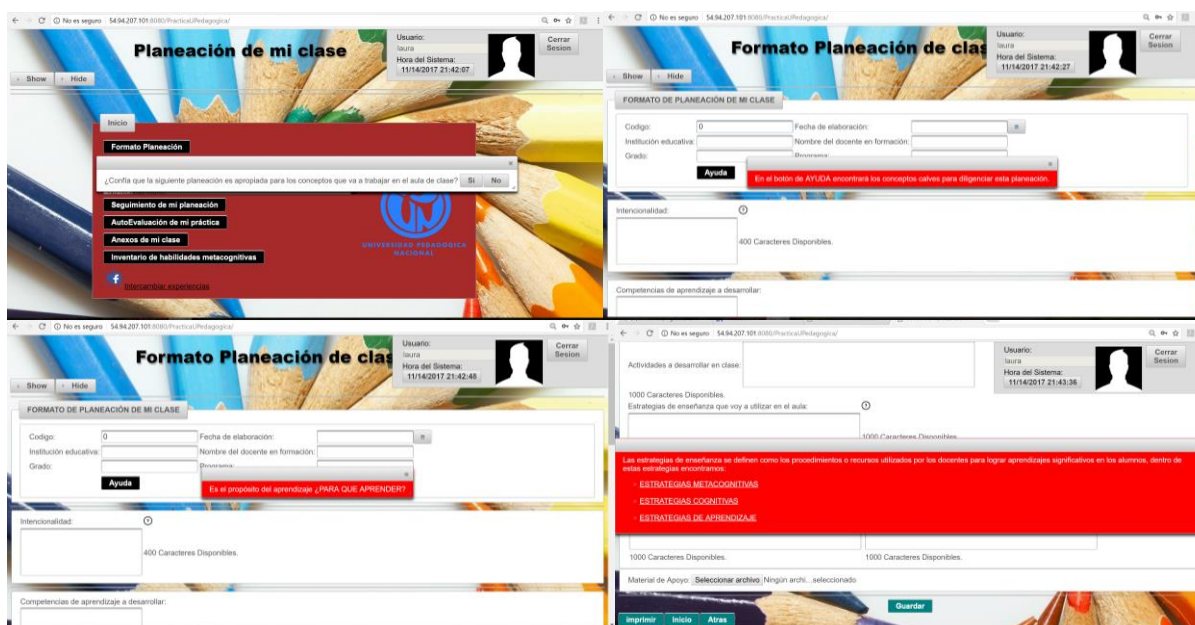 No es seguro 54.94.207.101:8080/PracticaUPedagogica/
Planeación de mi clase
Usuario:
laura
Hora del Sistema:
11/14/2017 21:42:07
Cerrar Sesion
Show Hide
Inicio
Formato Planeación
¿Confía que la siguiente planeación es apropiada para los conceptos que va a trabajar en el aula de clase? Si No
Seguimiento de mi planeación
AutoEvaluación de mi práctica
Anexos de mi clase
Inventario de habilidades metacognitivas
Intercambiar experiencias
UNIVERSIDAD PEDAGOGICA
NACIONAL
No es seguro 54.94.207.101:8080/PracticaUPedagogica/
Formato Planeación de clas
Usuario:
laura
Hora del Sistema:
11/14/2017 21:42:27
Cerrar Sesion
Show Hide
FORMATO DE PLANEACIÓN DE MI CLASE
Codigo: 0 Fecha de elaboración:
Institución educativa: Nombre del docente en formación:
Grado: Programa:
Ayuda
En el botón de AYUDA encontrará los conceptos calves para diligenciar esta planeación.
Intencionalidad:
400 Caracteres Disponibles.
Competencias de aprendizaje a desarrollar:
No es seguro 54.94.207.101:8080/PracticaUPedagogica/
Formato Planeación de clas
Usuario:
laura
Hora del Sistema:
11/14/2017 21:42:48
Cerrar Sesion
Show Hide
FORMATO DE PLANEACIÓN DE MI CLASE
Codigo: 0 Fecha de elaboración:
Institución educativa: Nombre del docente en formación:
Grado: Programa:
Ayuda
Es el propósito del aprendizaje ¿PARA QUE APRENDER?
Intencionalidad:
400 Caracteres Disponibles.
Competencias de aprendizaje a desarrollar:
No es seguro 54.94.207.101:8080/PracticaUPedagogica/
Usuario:
laura
Hora del Sistema:
11/14/2017 21:43:36
Cerrar Sesion
Actividades a desarrollar en clase:
1000 Caracteres Disponibles.
Estrategias de enseñanza que voy a utilizar en el aula:
1000 Caracteres Disponibles
Las estrategias de enseñanza se definen como los procedimientos o recursos utilizados por los docentes para lograr aprendizajes significativos en los alumnos, dentro de
estas estrategias encontramos:
ESTRATEGIAS METACOGNITIVAS
ESTRATEGIAS COGNITIVAS
ESTRATEGIAS DE APRENDIZAJE
1000 Caracteres Disponibles. 1000 Caracteres Disponibles.
Material de Apoyo: Seleccionar archivo Ningún archi...seleccionado
Guardar
imprimir Inicio Atras